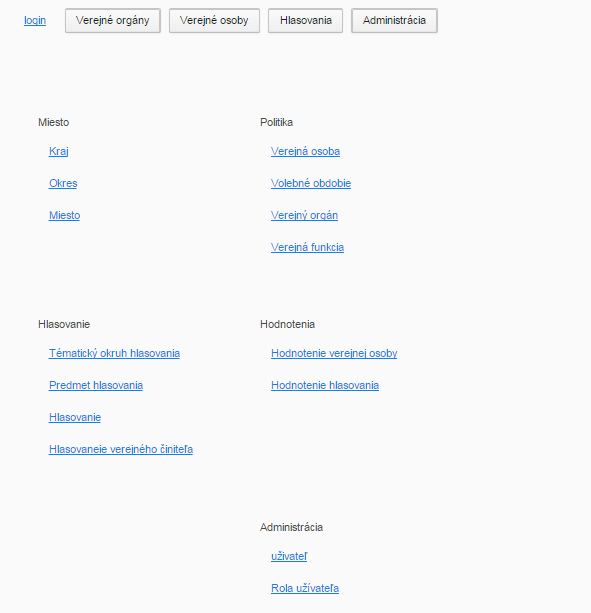 login Verejné orgány Verejné osoby Hlasovania Administrácia
Miesto
Kraj
Okres
Miesto
Politika
Verejná osoba
Volebné obdobie
Verejný orgán
Verejná funkcia
Hlasovanie
Tématický okruh hlasovania
Predmet hlasovania
Hlasovanie
Hlasovaneie verejného činiteľa
Hodnotenia
Hodnotenie verejnej osoby
Hodnotenie hlasovania
Administrácia
uživateľ
Rola užívateľa